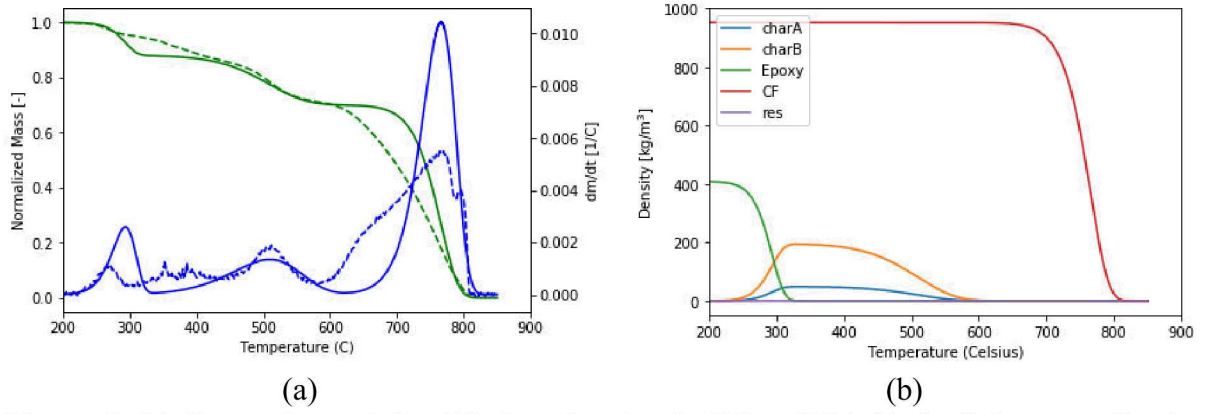 1.0
0.8
0.6
0.4
0.2
0.0
Normalized Mass [-]
0.010
0.008
0.006
0.004
0.002
0.000
dm/dt [1/C]
200 300 400 500 600 700 800 900
Temperature (C)
(a)
1000
800
600
400
200
0
Density [kg/m³]
charA
charB
Epoxy
CF
res
200 300 400 500 600 700 800 900
Temperature (Celsius)
(b)